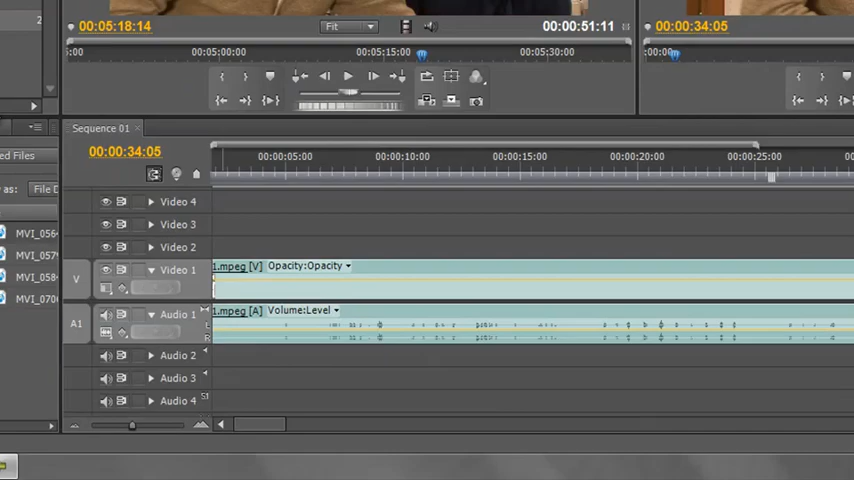 00:05:18:14
Fit
00:00:51:11
00:00:34:05
5:00
00:05:00:00
00:05:15:00
00:05:30:00
:00:00
Sequence 01
00:00:34:05
00:00:05:00
00:00:10:00
00:00:15:00
00:00:20:00
00:00:25:00
ed Files
as:
File D
Video 4
Video 3
MVI_056
Video 2
MVI_0579
V
Video 1
1.mpeg [V] Opacity:Opacity
MVI_0584
MVI_070
A1
Audio 1
1.mpeg [A] Volume:Level
L
R
Audio 2
Audio 3
Audio 4
S1